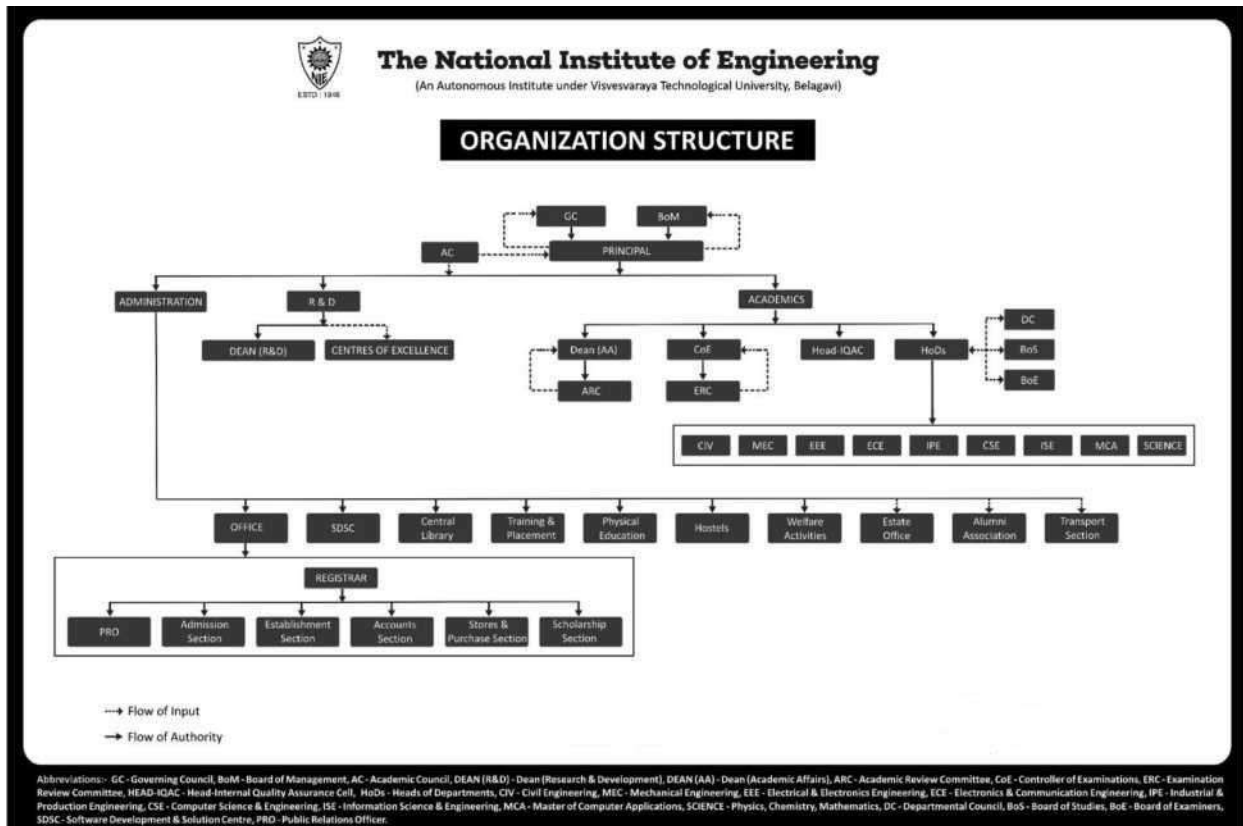 NIE
ESTD : 1946
The National Institute of Engineering
(An Autonomous Institute under Visvesvaraya Technological University, Belagavi)
ORGANIZATION STRUCTURE
GC
BoM
AC
PRINCIPAL
ADMINISTRATION
R & D
ACADEMICS
DEAN (R&D)
CENTRES OF EXCELLENCE
Dean (AA)
CoE
Head-IQAC
HoDs
DC
BoS
BoE
ARC
ERC
CIV
MEC
EEE
ECE
IPE
CSE
ISE
MCA
SCIENCE
OFFICE
SDSC
Central
Library
Training &
Placement
Physical
Education
Hostels
Welfare
Activities
Estate
Office
Alumni
Association
Transport
Section
REGISTRAR
PRO
Admission
Section
Establishment
Section
Accounts
Section
Stores &
Purchase Section
Scholarship
Section
Flow of Input
Flow of Authority
Abbreviations:- GC - Governing Council, BoM - Board of Management, AC - Academic Council, DEAN (R&D) - Dean (Research & Development), DEAN (AA) - Dean (Academic Affairs), ARC - Academic Review Committee, CoE - Controller of Examinations, ERC - Examination
Review Committee, HEAD-IQAC - Head-Internal Quality Assurance Cell, HoDs - Heads of Departments, CIV - Civil Engineering, MEC - Mechanical Engineering, EEE - Electrical & Electronics Engineering, ECE - Electronics & Communication Engineering, IPE - Industrial &
Production Engineering, CSE - Computer Science & Engineering, ISE - Information Science & Engineering, MCA - Master of Computer Applications, SCIENCE - Physics, Chemistry, Mathematics, DC - Departmental Council, BoS - Board of Studies, BoE - Board of Examiners,
SDSC - Software Development & Solution Centre, PRO - Public Relations Officer.